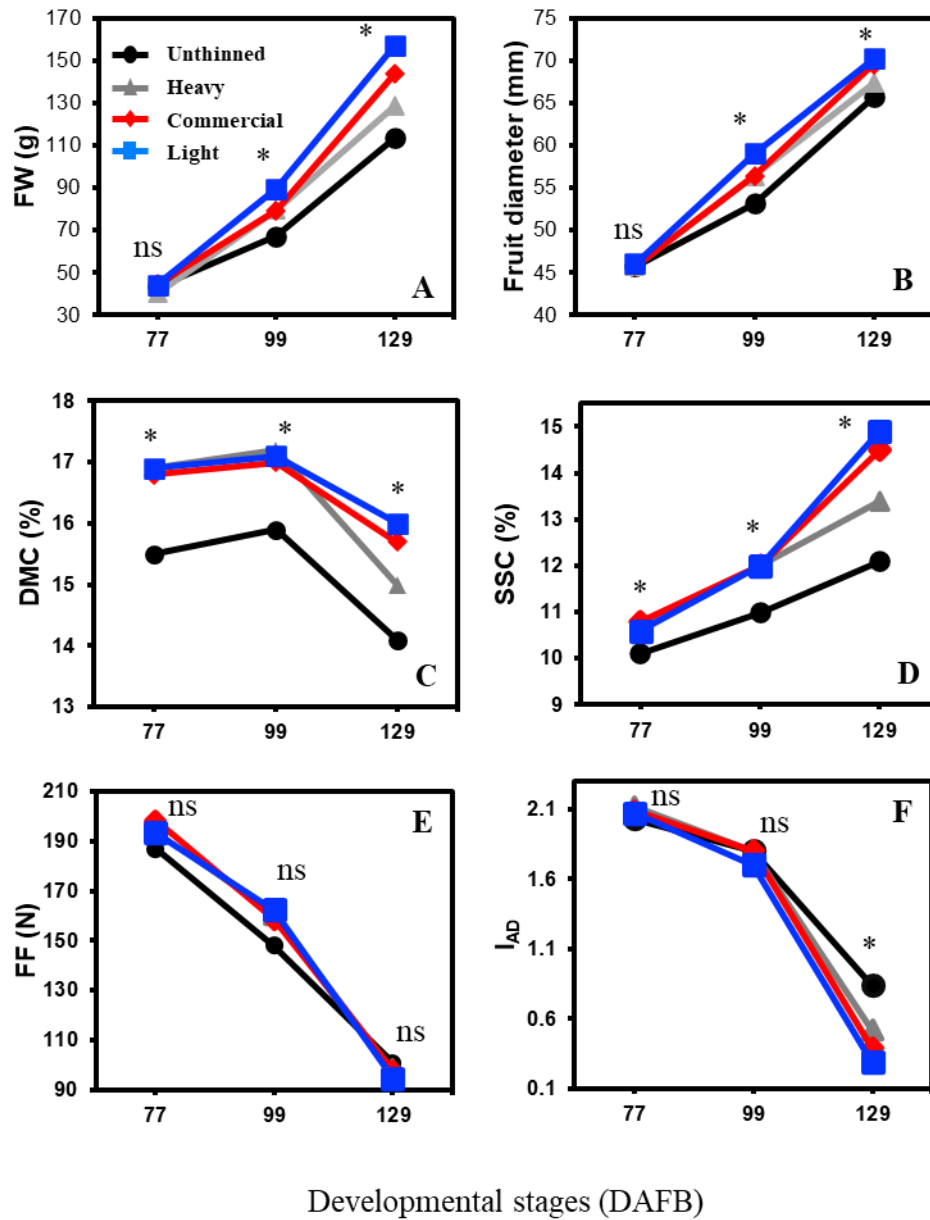 170
150
130
110
90
70
50
30
FW (g)
Unthinned
Heavy
Commercial
Light
ns
*
*
A
77 99 129
75
70
65
60
55
50
45
40
Fruit diameter (mm)
ns
*
*
B
77 99 129
18
17
16
15
14
13
DMC (%)
*
*
*
C
77 99 129
15
14
13
12
11
10
9
SSC (%)
*
*
*
D
77 99 129
210
190
170
150
130
110
90
FF (N)
ns
ns
ns
E
77 99 129
2.1
1.6
1.1
0.6
0.1
IAD
ns
ns
*
F
77 99 129
Developmental stages (DAFB)